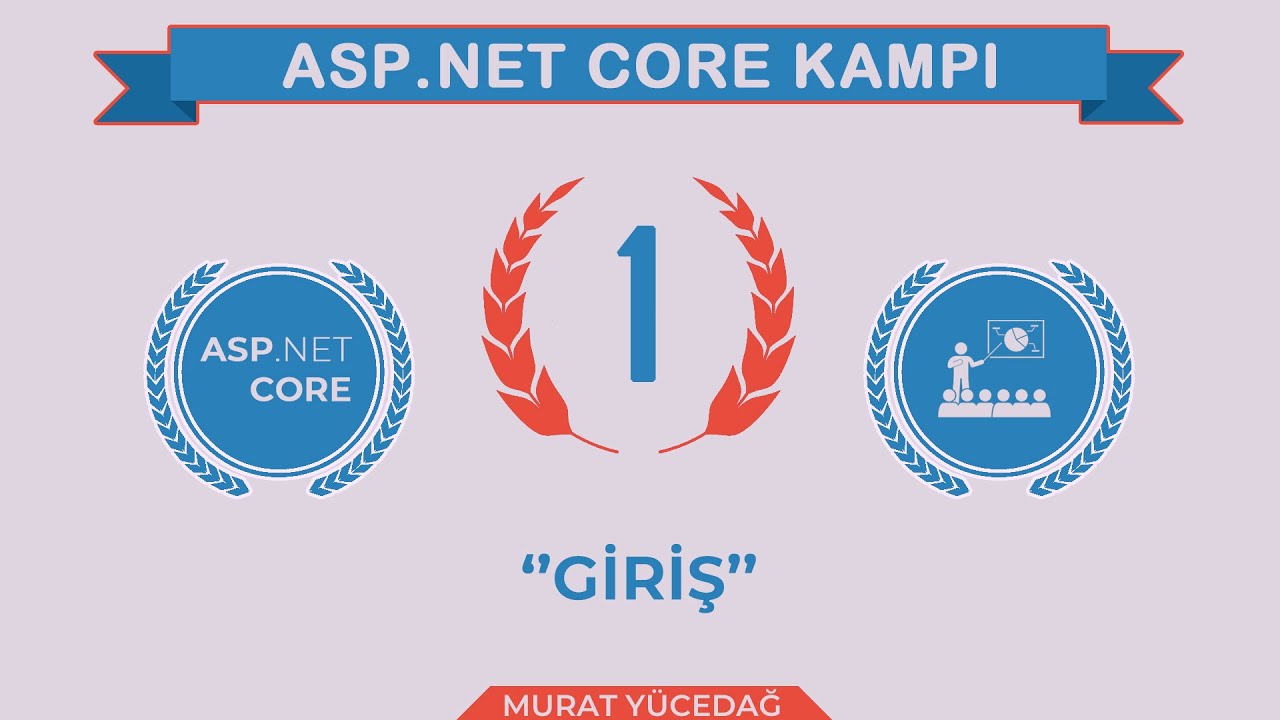 ASP.NET CORE KAMPI
1
ASP.NET
CORE
‘’GİRİŞ’’
MURAT YÜCEDAĞ